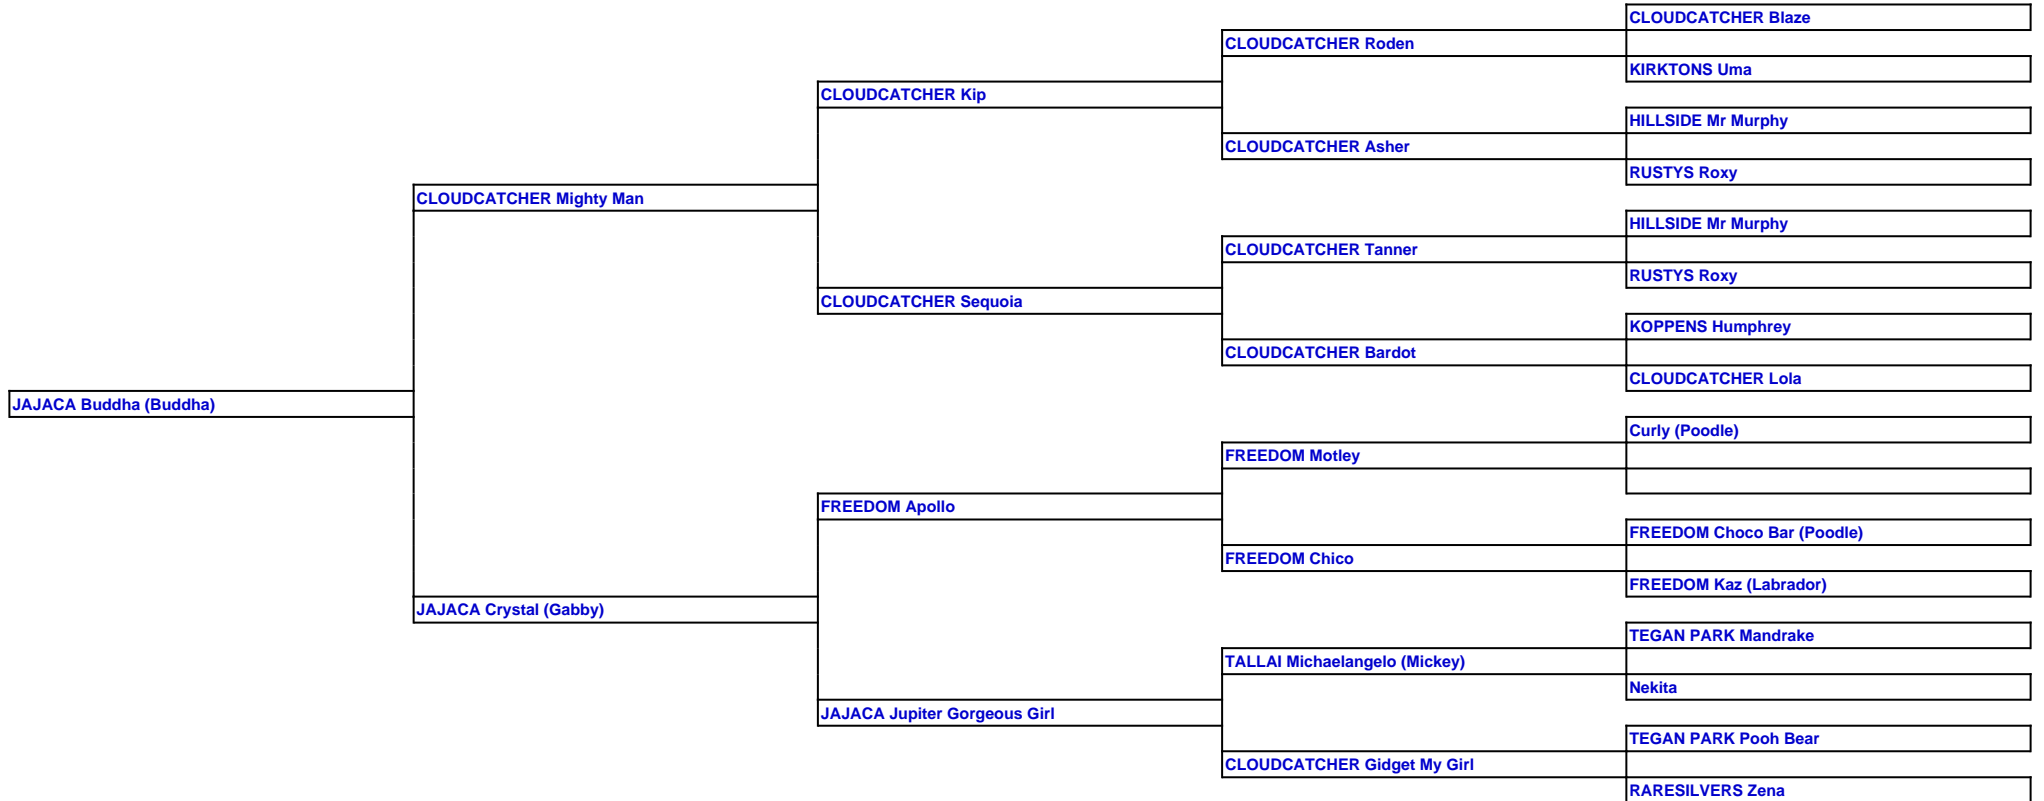 CLOUDCATCHER Blaze
CLOUDCATCHER Roden
KIRKTONS Uma
CLOUDCATCHER Kip
HILLSIDE Mr Murphy
CLOUDCATCHER Asher
RUSTYS Roxy
CLOUDCATCHER Mighty Man
HILLSIDE Mr Murphy
CLOUDCATCHER Tanner
RUSTYS Roxy
CLOUDCATCHER Sequoia
KOPPENS Humphrey
CLOUDCATCHER Bardot
CLOUDCATCHER Lola
JAJACA Buddha (Buddha)
Curly (Poodle)
FREEDOM Motley
FREEDOM Apollo
FREEDOM Choco Bar (Poodle)
FREEDOM Chico
FREEDOM Kaz (Labrador)
JAJACA Crystal (Gabby)
TEGAN PARK Mandrake
TALLAI Michaelangelo (Mickey)
Nekita
JAJACA Jupiter Gorgeous Girl
TEGAN PARK Pooh Bear
CLOUDCATCHER Gidget My Girl
RARESILVERS Zena